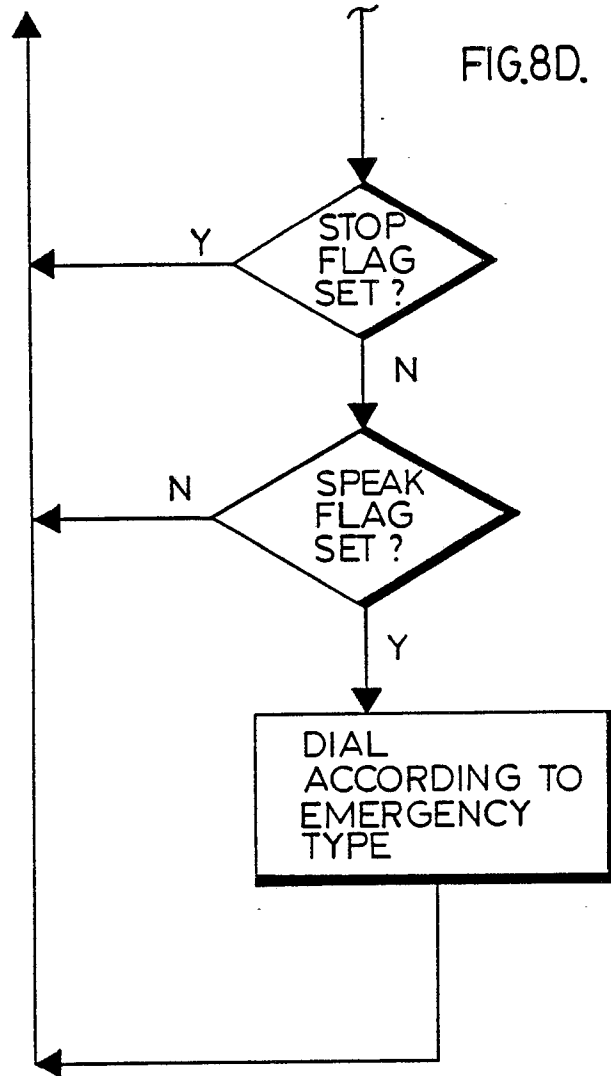 FIG.8D.
STOP
FLAG
SET ?
Y
N
SPEAK
FLAG
SET ?
N
Y
DIAL
ACCORDING TO
EMERGENCY
TYPE